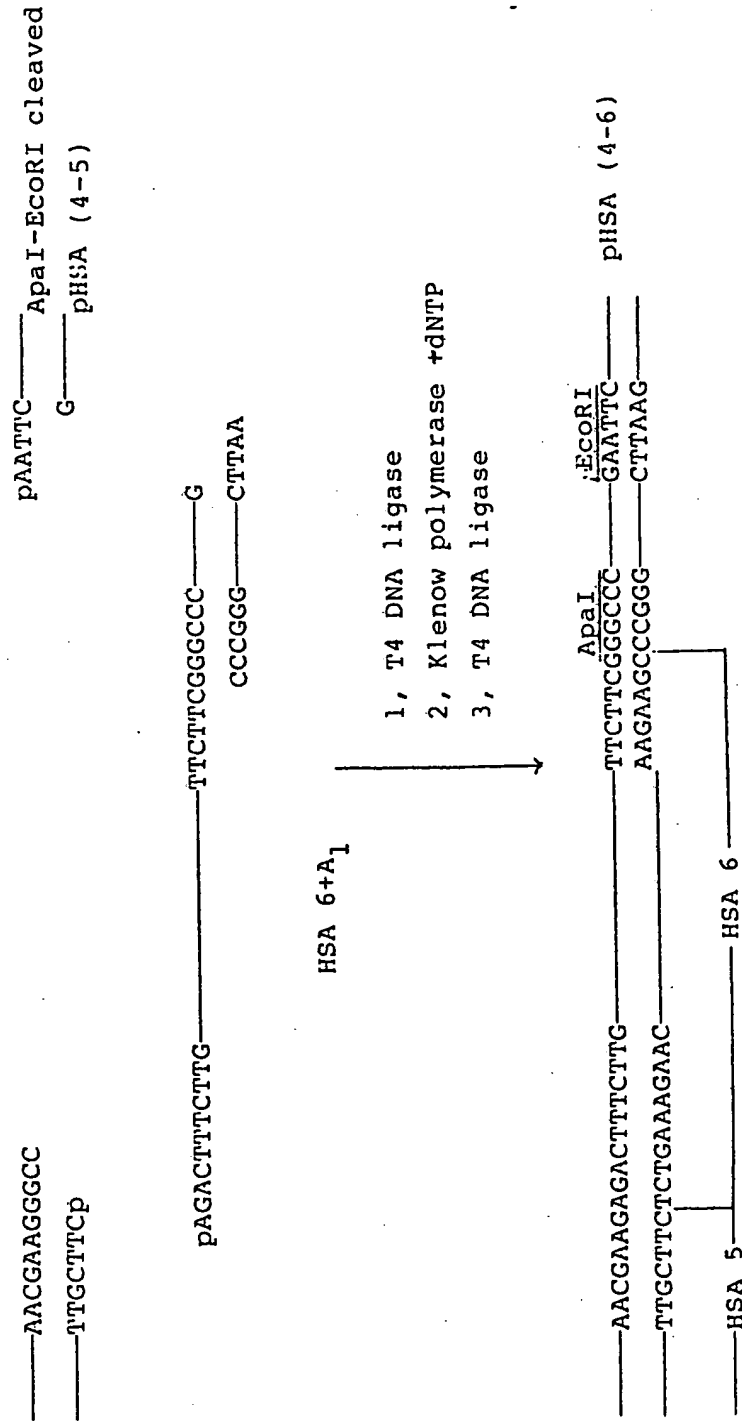 AACGAAGGGCC
TTGCTTCp
pAATTC
ApaI-EcoRI cleaved
G
pHSA (4-5)
pAGACTTTCTTG
TTCTTCGGGCCC
G
CCCGGG
CTTAA
HSA 6+A1
1, T4 DNA ligase
2, Klenow polymerase +dNTP
3, T4 DNA ligase
ApaI
EcoRI
AACGAAGAGACTTTCTTG
TTCTTCGGGCCC
GAATTC
pHSA (4-6)
TTGCTTCTCTGAAAGAAC
AAGAAGCCCGGG
CTTAAG
HSA 5
HSA 6